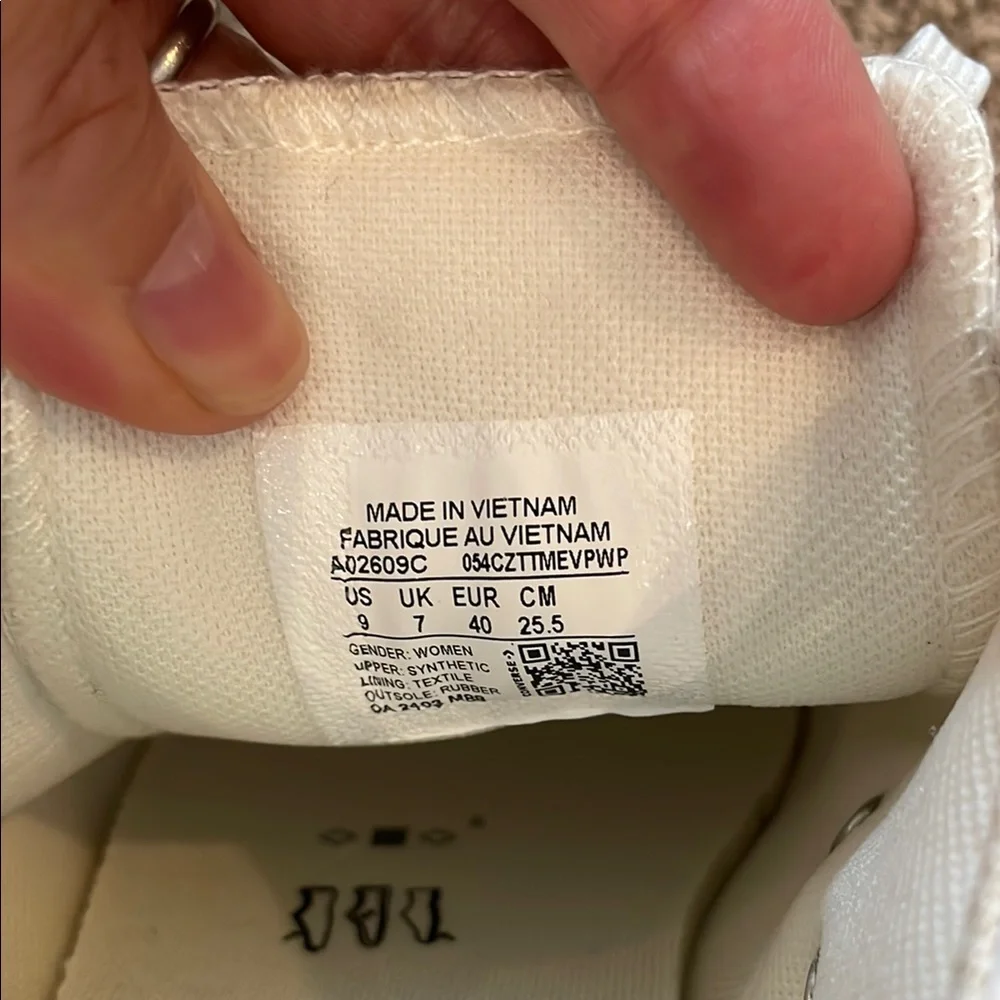 MADE IN VIETNAM
FABRIQUE AU VIETNAM
A02609C 054CZTTMEVPWP
US UK EUR CM
9 7 40 25.5
GENDER: WOMEN
UPPER: SYNTHETIC
LINING: TEXTILE
OUTSOLE: RUBBER
CONVERSE